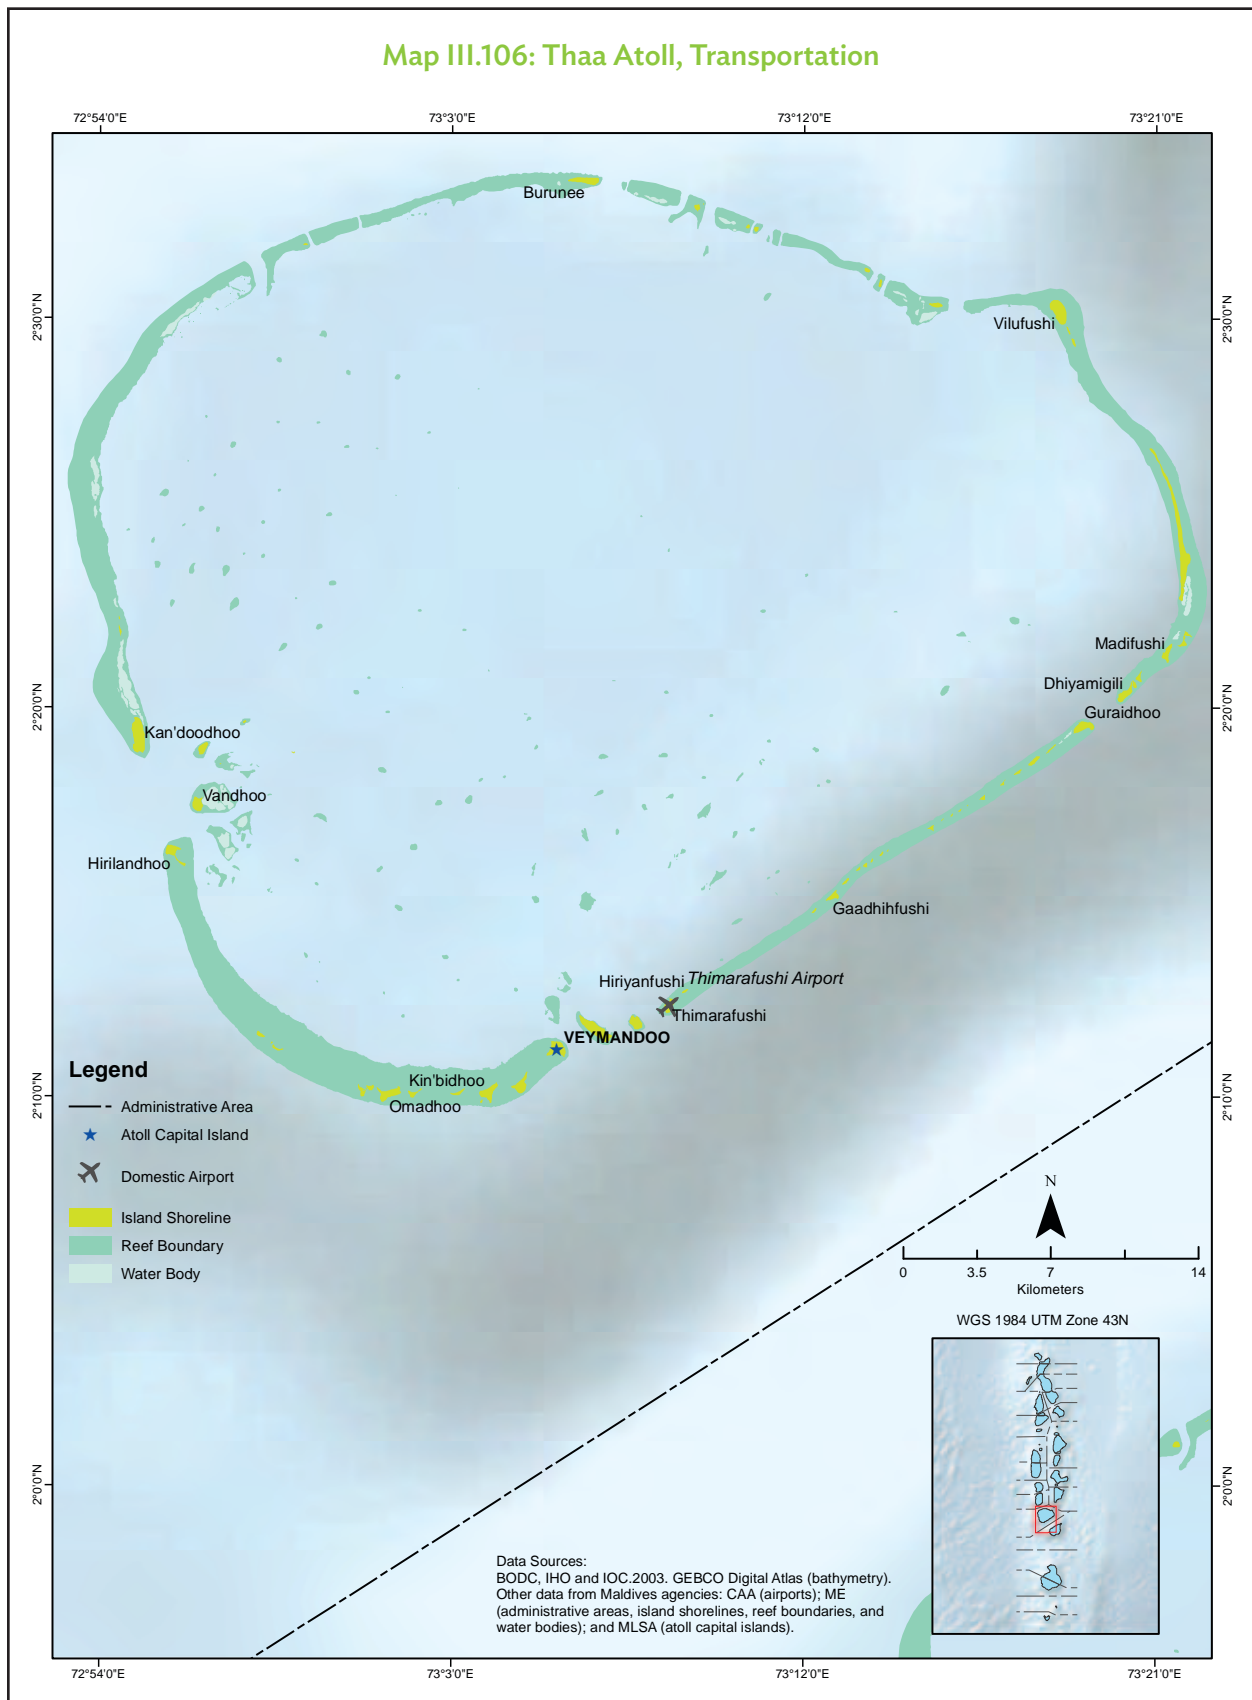 Map III.106: Thaa Atoll, Transportation
72°54'0"E
73°3'0"E
73°12'0"E
73°21'0"E
Burunee
2°30'0"N
Vilufushi
2°30'0"N
Madifushi
Dhiyamigili
2°20'0"N
Guraidhoo
2°20'0"N
Kan'doodhoo
Vandhoo
Hirilandhoo
Gaadhihfushi
Hiriyanfushi
Thimarafushi Airport
Thimarafushi
VEYMANDOO
Kin'bidhoo
Omadhoo
2°10'0"N
2°10'0"N
Legend
Administrative Area
Atoll Capital Island
Domestic Airport
Island Shoreline
Reef Boundary
Water Body
N
0
3.5
7
14
Kilometers
WGS 1984 UTM Zone 43N
2°0'0"N
2°0'0"N
Data Sources:
BODC, IHO and IOC.2003. GEBCO Digital Atlas (bathymetry).
Other data from Maldives agencies: CAA (airports); ME
(administrative areas, island shorelines, reef boundaries, and
water bodies); and MLSA (atoll capital islands).
72°54'0"E
73°3'0"E
73°12'0"E
73°21'0"E